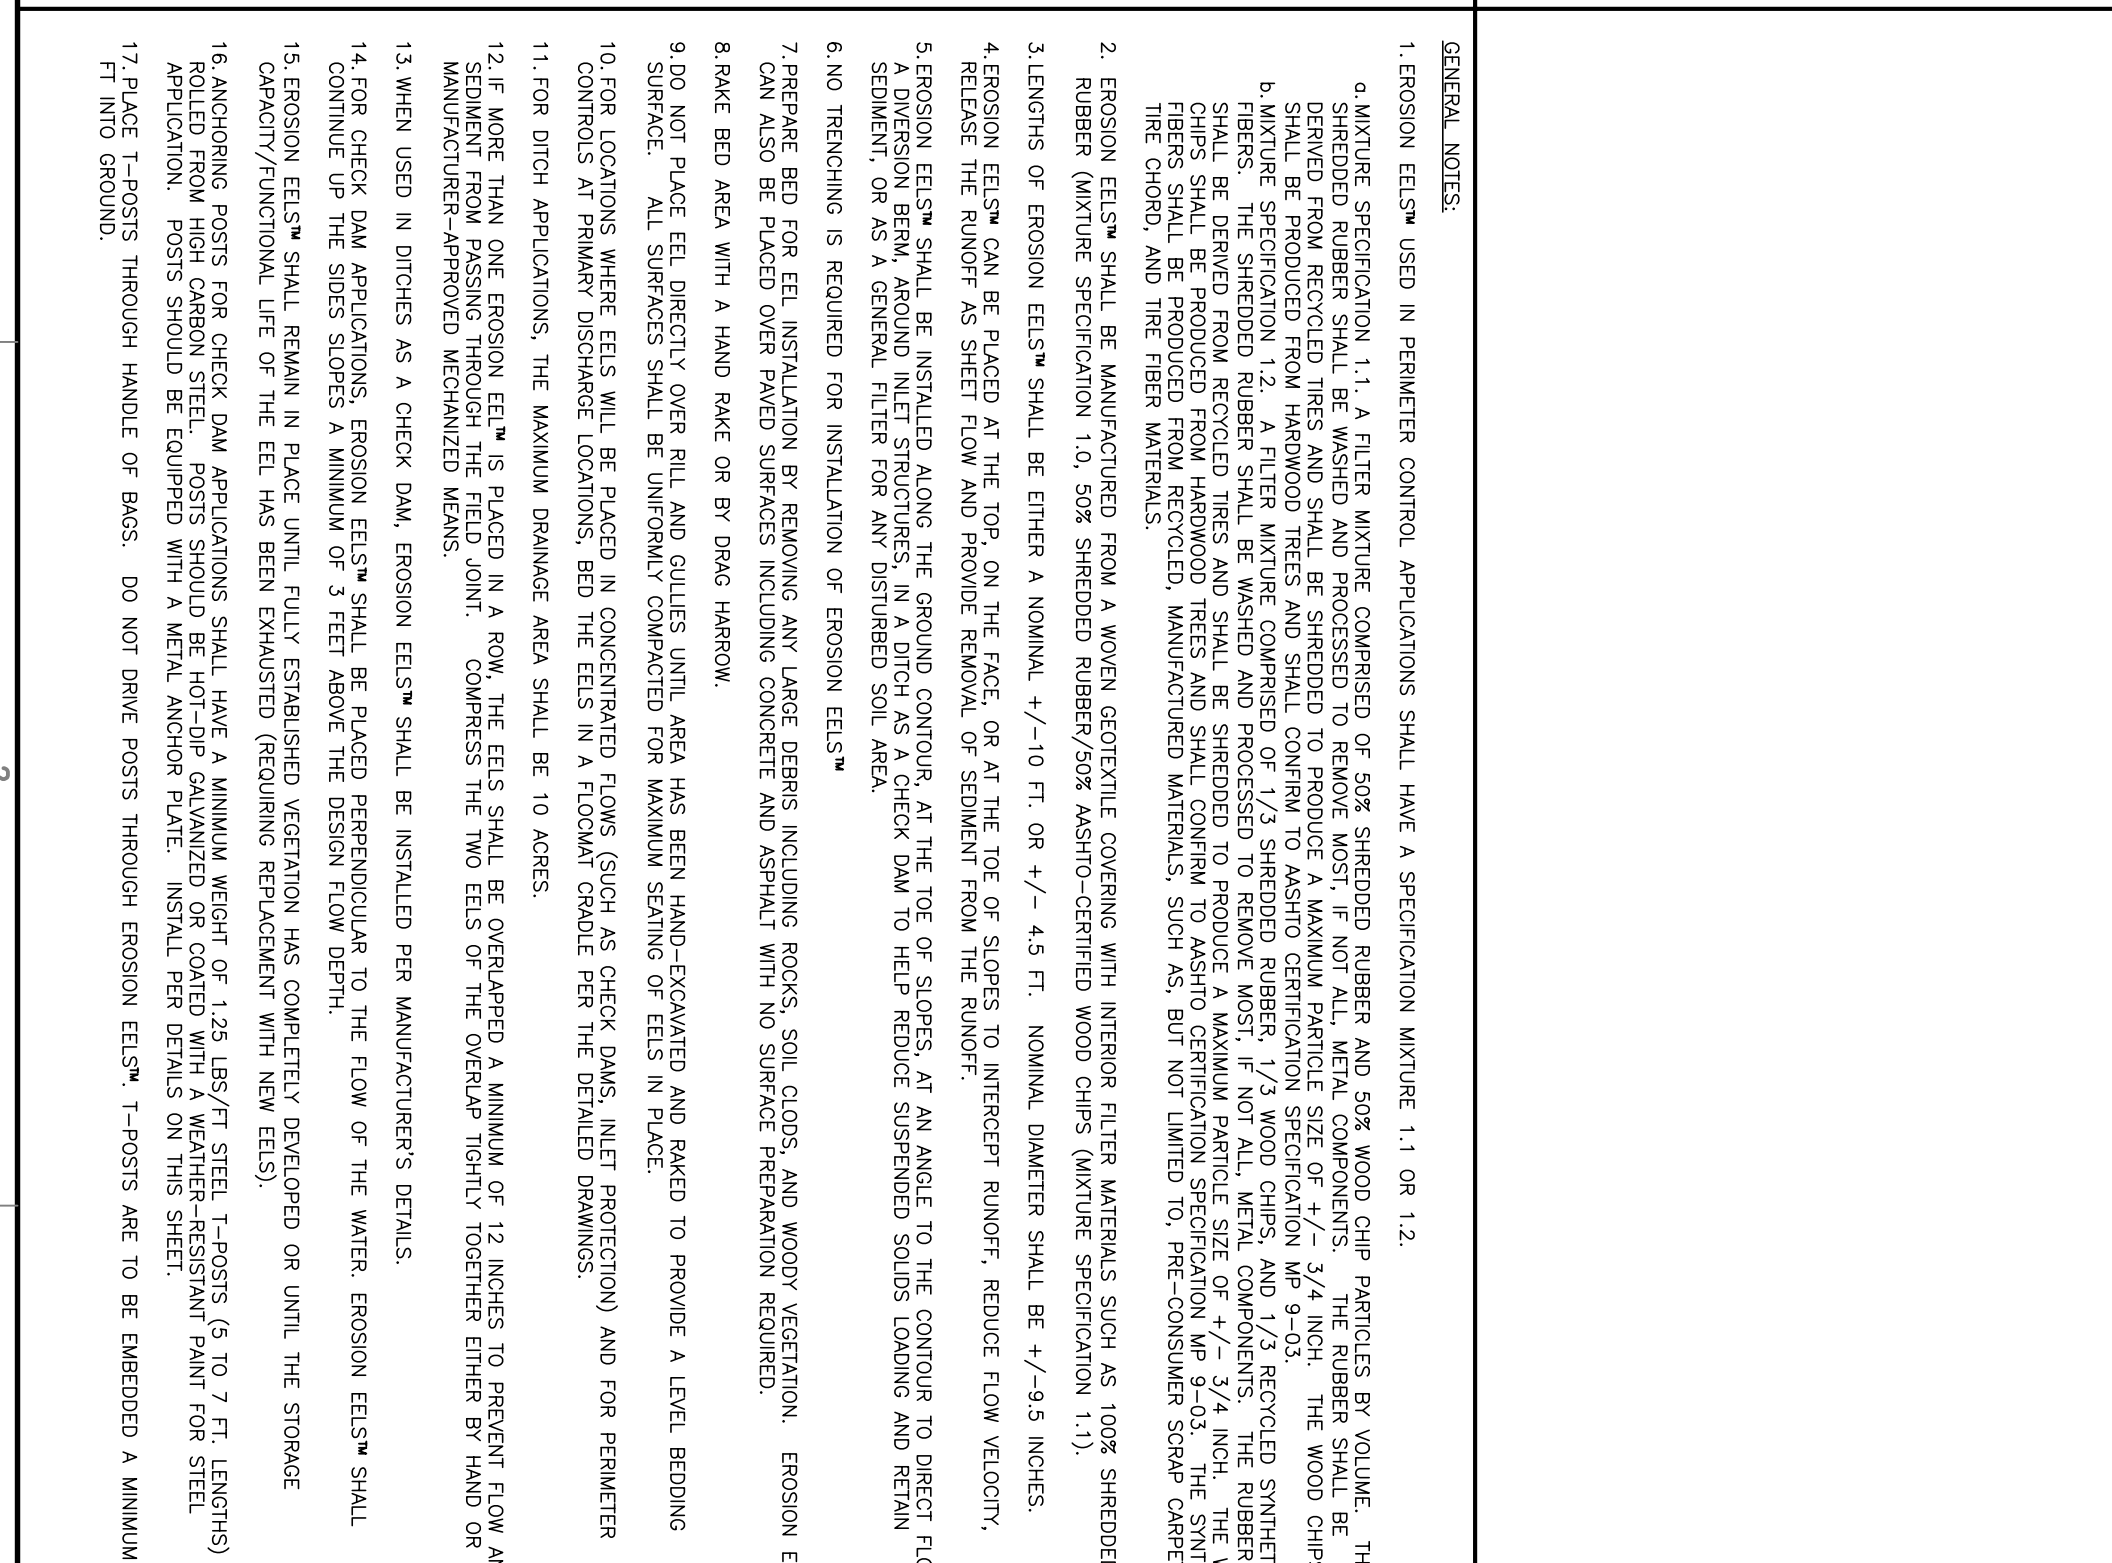 GENERAL NOTES:
1. EROSION EELS™ USED IN PERIMETER CONTROL APPLICATIONS SHALL HAVE A SPECIFICATION MIXTURE 1.1 OR 1.2.
a. MIXTURE SPECIFICATION 1.1. A FILTER MIXTURE COMPRISED OF 50% SHREDDED RUBBER AND 50% WOOD CHIP PARTICLES BY VOLUME. TH
SHREDDED RUBBER SHALL BE WASHED AND PROCESSED TO REMOVE MOST, IF NOT ALL, METAL COMPONENTS. THE RUBBER SHALL BE
DERIVED FROM RECYCLED TIRES AND SHALL BE SHREDDED TO PRODUCE A MAXIMUM PARTICLE SIZE OF +/- 3/4 INCH. THE WOOD CHIPS
SHALL BE PRODUCED FROM HARDWOOD TREES AND SHALL CONFIRM TO AASHTO CERTIFICATION SPECIFICATION MP 9-03.
b. MIXTURE SPECIFICATION 1.2. A FILTER MIXTURE COMPRISED OF 1/3 SHREDDED RUBBER, 1/3 WOOD CHIPS, AND 1/3 RECYCLED SYNTHET
FIBERS. THE SHREDDED RUBBER SHALL BE WASHED AND PROCESSED TO REMOVE MOST, IF NOT ALL, METAL COMPONENTS. THE RUBBER
SHALL BE DERIVED FROM RECYCLED TIRES AND SHALL BE SHREDDED TO PRODUCE A MAXIMUM PARTICLE SIZE OF +/- 3/4 INCH. THE W
CHIPS SHALL BE PRODUCED FROM HARDWOOD TREES AND SHALL CONFIRM TO AASHTO CERTIFICATION SPECIFICATION MP 9-03. THE SYNT
FIBERS SHALL BE PRODUCED FROM RECYCLED, MANUFACTURED MATERIALS, SUCH AS, BUT NOT LIMITED TO, PRE-CONSUMER SCRAP CARPE
TIRE CHORD, AND TIRE FIBER MATERIALS.
2. EROSION EELS™ SHALL BE MANUFACTURED FROM A WOVEN GEOTEXTILE COVERING WITH INTERIOR FILTER MATERIALS SUCH AS 100% SHREDDED
RUBBER (MIXTURE SPECIFICATION 1.0, 50% SHREDDED RUBBER/50% AASHTO-CERTIFIED WOOD CHIPS (MIXTURE SPECIFICATION 1.1).
3. LENGTHS OF EROSION EELS™ SHALL BE EITHER A NOMINAL +/-10 FT. OR +/- 4.5 FT. NOMINAL DIAMETER SHALL BE +/-9.5 INCHES.
4. EROSION EELS™ CAN BE PLACED AT THE TOP, ON THE FACE, OR AT THE TOE OF SLOPES TO INTERCEPT RUNOFF, REDUCE FLOW VELOCITY,
RELEASE THE RUNOFF AS SHEET FLOW AND PROVIDE REMOVAL OF SEDIMENT FROM THE RUNOFF.
5. EROSION EELS™ SHALL BE INSTALLED ALONG THE GROUND CONTOUR, AT THE TOE OF SLOPES, AT AN ANGLE TO THE CONTOUR TO DIRECT FLO
A DIVERSION BERM, AROUND INLET STRUCTURES, IN A DITCH AS A CHECK DAM TO HELP REDUCE SUSPENDED SOLIDS LOADING AND RETAIN
SEDIMENT, OR AS A GENERAL FILTER FOR ANY DISTURBED SOIL AREA.
6. NO TRENCHING IS REQUIRED FOR INSTALLATION OF EROSION EELS™
7. PREPARE BED FOR EEL INSTALLATION BY REMOVING ANY LARGE DEBRIS INCLUDING ROCKS, SOIL CLODS, AND WOODY VEGETATION. EROSION E
CAN ALSO BE PLACED OVER PAVED SURFACES INCLUDING CONCRETE AND ASPHALT WITH NO SURFACE PREPARATION REQUIRED.
8. RAKE BED AREA WITH A HAND RAKE OR BY DRAG HARROW.
9. DO NOT PLACE EEL DIRECTLY OVER RILL AND GULLIES UNTIL AREA HAS BEEN HAND-EXCAVATED AND RAKED TO PROVIDE A LEVEL BEDDING
SURFACE. ALL SURFACES SHALL BE UNIFORMLY COMPACTED FOR MAXIMUM SEATING OF EELS IN PLACE.
10. FOR LOCATIONS WHERE EELS WILL BE PLACED IN CONCENTRATED FLOWS (SUCH AS CHECK DAMS, INLET PROTECTION) AND FOR PERIMETER
CONTROLS AT PRIMARY DISCHARGE LOCATIONS, BED THE EELS IN A FLOCMAT CRADLE PER THE DETAILED DRAWINGS.
11. FOR DITCH APPLICATIONS, THE MAXIMUM DRAINAGE AREA SHALL BE 10 ACRES.
12. IF MORE THAN ONE EROSION EEL™ IS PLACED IN A ROW, THE EELS SHALL BE OVERLAPPED A MINIMUM OF 12 INCHES TO PREVENT FLOW AN
SEDIMENT FROM PASSING THROUGH THE FIELD JOINT. COMPRESS THE TWO EELS OF THE OVERLAP TIGHTLY TOGETHER EITHER BY HAND OR
MANUFACTURER-APPROVED MECHANIZED MEANS.
13. WHEN USED IN DITCHES AS A CHECK DAM, EROSION EELS™ SHALL BE INSTALLED PER MANUFACTURER'S DETAILS.
14. FOR CHECK DAM APPLICATIONS, EROSION EELS™ SHALL BE PLACED PERPENDICULAR TO THE FLOW OF THE WATER. EROSION EELS™ SHALL
CONTINUE UP THE SIDES SLOPES A MINIMUM OF 3 FEET ABOVE THE DESIGN FLOW DEPTH.
15. EROSION EELS™ SHALL REMAIN IN PLACE UNTIL FULLY ESTABLISHED VEGETATION HAS COMPLETELY DEVELOPED OR UNTIL THE STORAGE
CAPACITY/FUNCTIONAL LIFE OF THE EEL HAS BEEN EXHAUSTED (REQUIRING REPLACEMENT WITH NEW EELS).
16. ANCHORING POSTS FOR CHECK DAM APPLICATIONS SHALL HAVE A MINIMUM WEIGHT OF 1.25 LBS/FT STEEL T-POSTS (5 TO 7 FT. LENGTHS)
ROLLED FROM HIGH CARBON STEEL. POSTS SHOULD BE HOT-DIP GALVANIZED OR COATED WITH A WEATHER-RESISTANT PAINT FOR STEEL
APPLICATION. POSTS SHOULD BE EQUIPPED WITH A METAL ANCHOR PLATE. INSTALL PER DETAILS ON THIS SHEET.
17. PLACE T-POSTS THROUGH HANDLE OF BAGS. DO NOT DRIVE POSTS THROUGH EROSION EELS™. T-POSTS ARE TO BE EMBEDDED A MINIMUM
FT INTO GROUND.